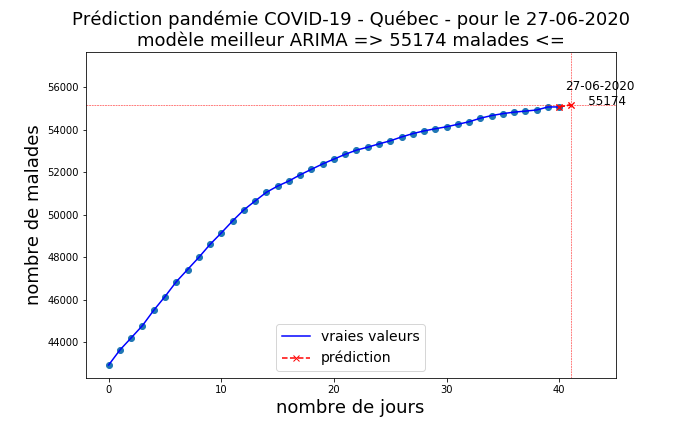 Prédiction pandémie COVID-19 - Québec - pour le 27-06-2020
modèle meilleur ARIMA => 55174 malades <=
56000
54000
52000
50000
48000
46000
44000
nombre de malades
27-06-2020
55174
vraies valeurs
prédiction
0
10
20
30
40
nombre de jours